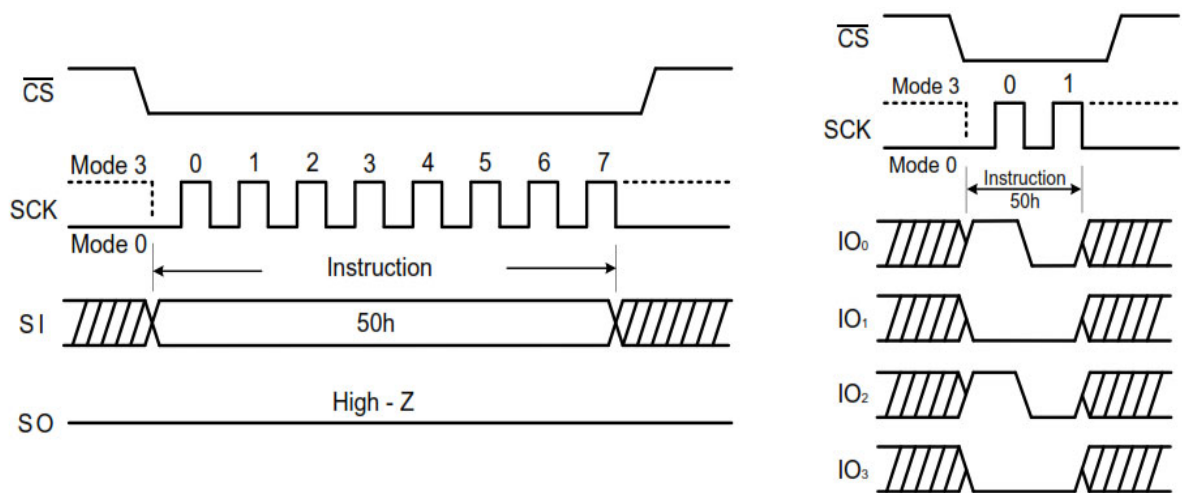 CS
Mode 3 0 1 2 3 4 5 6 7
SCK
Mode 0
Instruction
SI 50h
High - Z
SO
CS
Mode 3 0 1
SCK
Mode 0
Instruction
50h
IO₀
IO₁
IO₂
IO₃